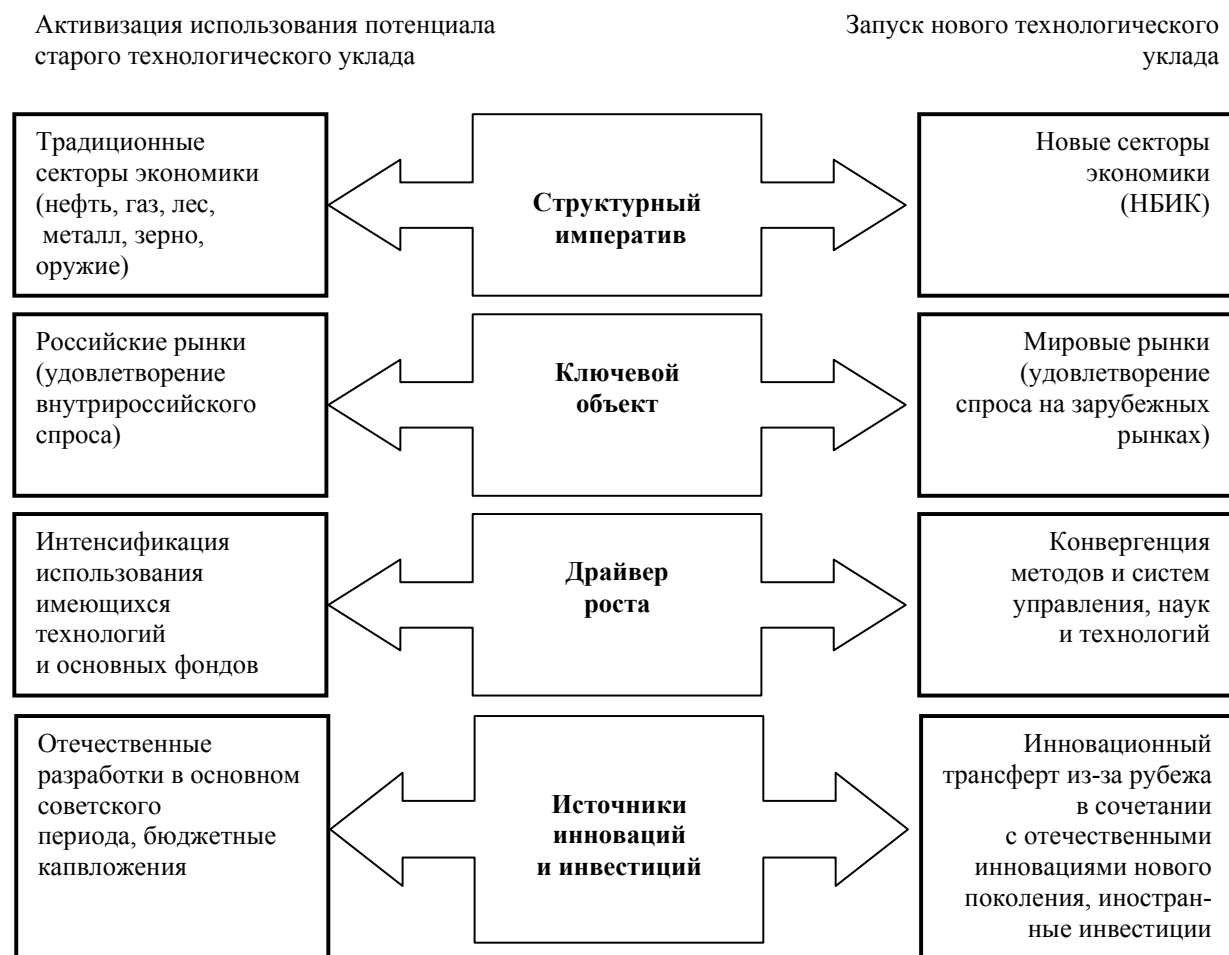 Активизация использования потенциала
старого технологического уклада
Запуск нового технологического
уклада
Традиционные
секторы экономики
(нефть, газ, лес,
металл, зерно,
оружие)
Структурный
императив
Новые секторы
экономики
(НБИК)
Российские рынки
(удовлетворение
внутрироссийского
спроса)
Ключевой
объект
Мировые рынки
(удовлетворение
спроса на зарубежных
рынках)
Интенсификация
использования
имеющихся
технологий
и основных фондов
Драйвер
роста
Конвергенция
методов и систем
управления, наук
и технологий
Отечественные
разработки в основном
советского
периода, бюджетные
капвложения
Источники
инноваций
и инвестиций
Инновационный
трансферт из-за рубежа
в сочетании
с отечественными
инновациями нового
поколения, иностран-
ные инвестиции